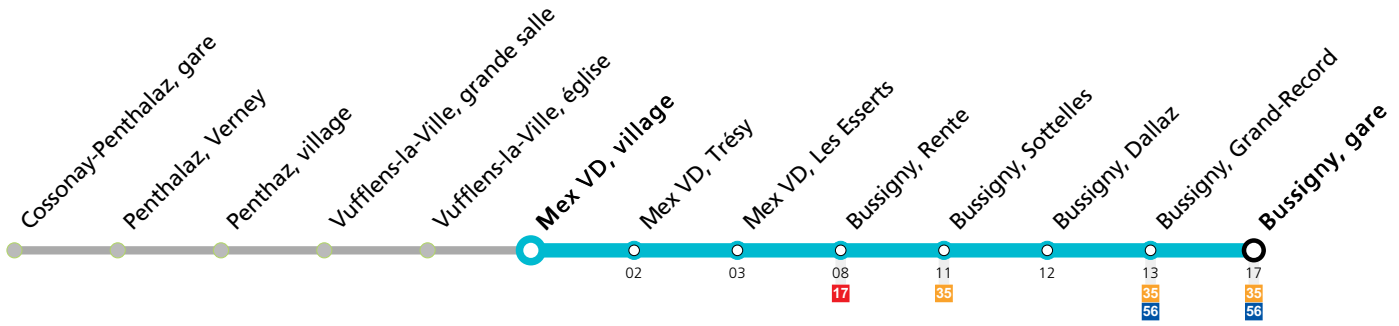 Cossonay-Penthalaz, gare
Penthalaz, Verney
Penthaz, village
Vufflens-la-Ville, grande salle
Vufflens-la-Ville, église
Mex VD, village
Mex VD, Trésy
Mex VD, Les Esserts
Bussigny, Rente
Bussigny, Sottelles
Bussigny, Dallaz
Bussigny, Grand-Record
Bussigny, gare
02 03 08 11 12 13 17
17 35 35 35
56 56